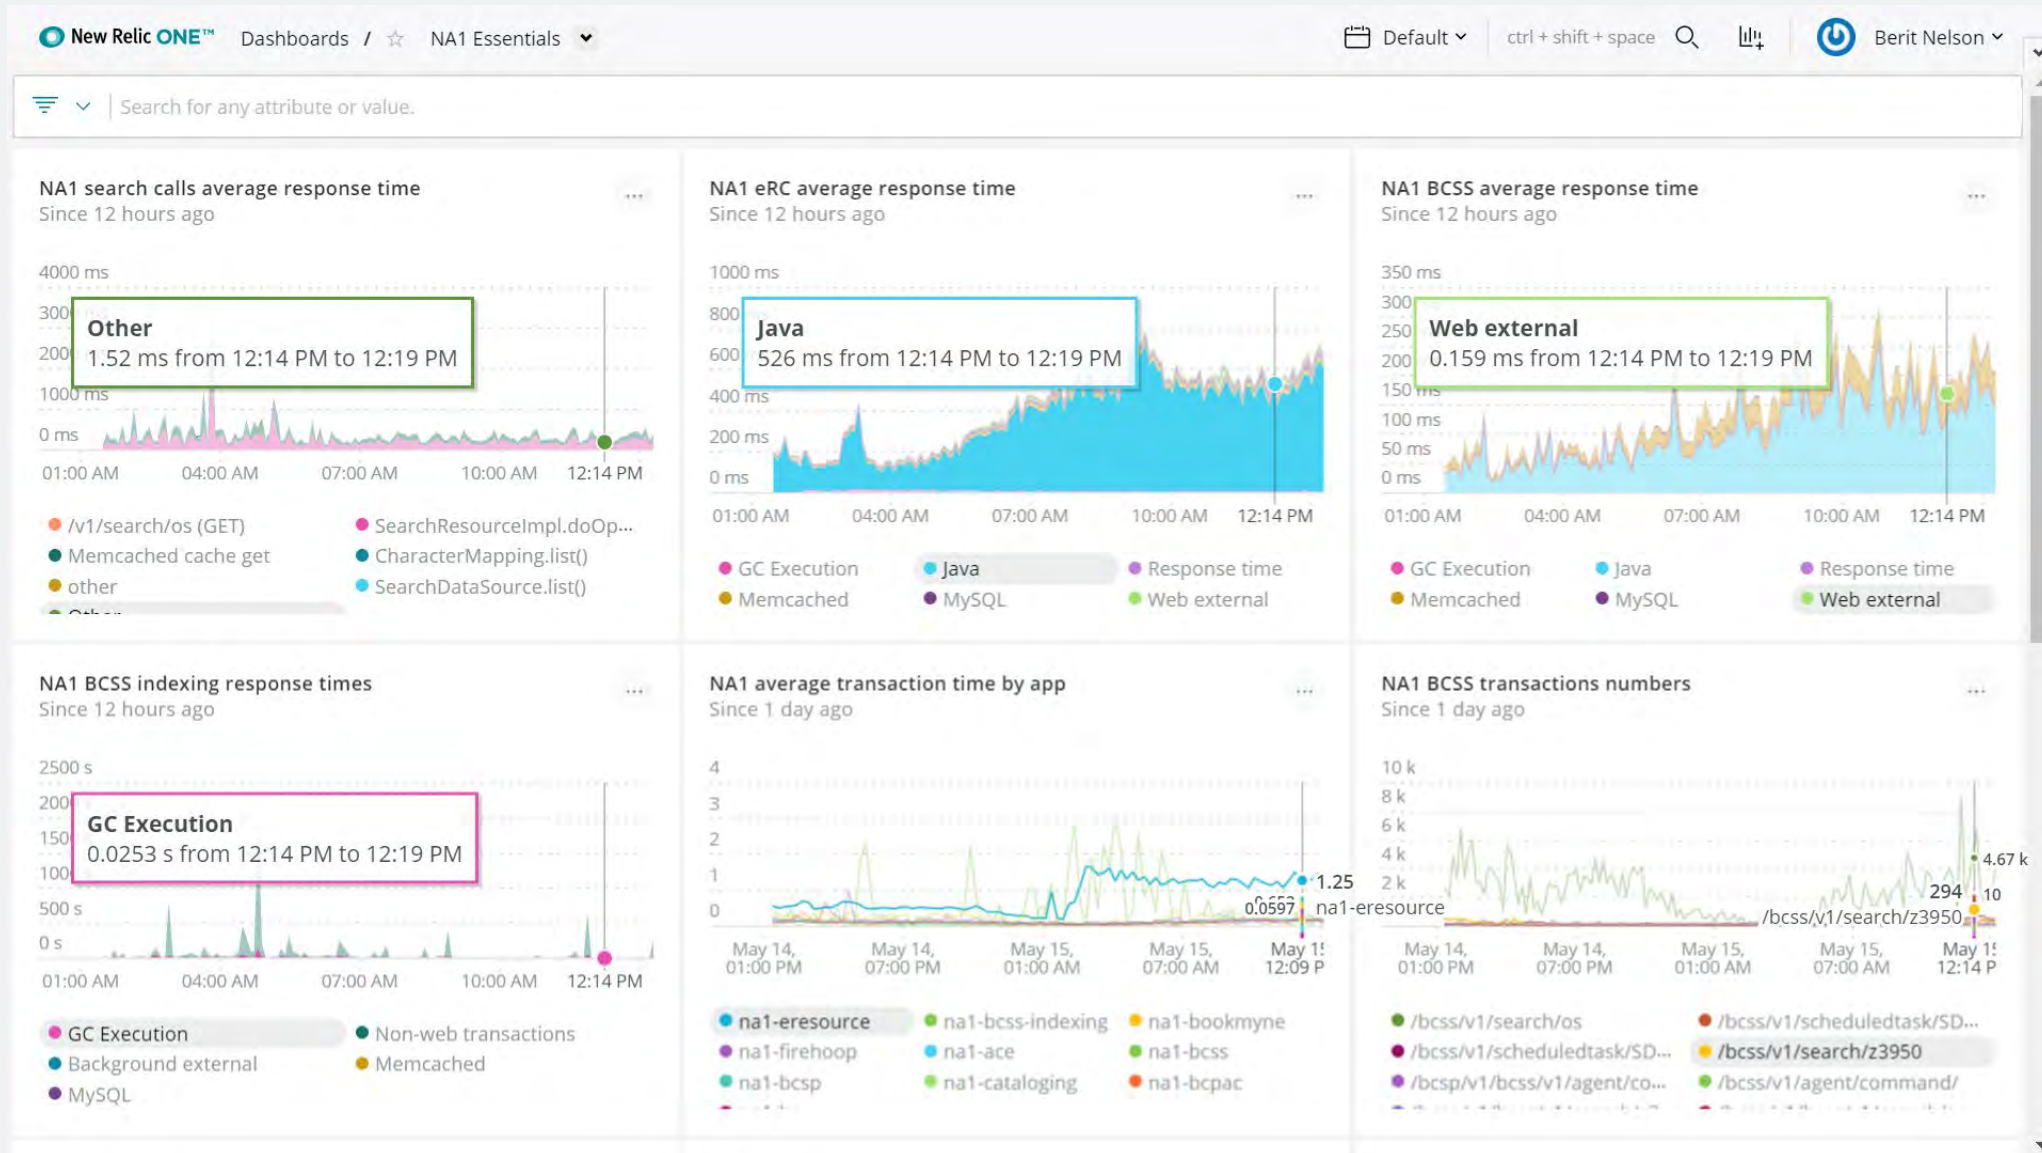 New Relic ONE™ Dashboards / ☆ NA1 Essentials
Default
ctrl + shift + space
Berit Nelson
Search for any attribute or value.
NA1 search calls average response time
Since 12 hours ago
4000 ms
300
200
1000 ms
0 ms
Other
1.52 ms from 12:14 PM to 12:19 PM
01:00 AM 04:00 AM 07:00 AM 10:00 AM 12:14 PM
/v1/search/os (GET) SearchResourceImpl.doOp...
Memcached cache get CharacterMapping.list()
other SearchDataSource.list()
Other
NA1 eRC average response time
Since 12 hours ago
1000 ms
800
600
400 ms
200 ms
0 ms
Java
526 ms from 12:14 PM to 12:19 PM
01:00 AM 04:00 AM 07:00 AM 10:00 AM 12:14 PM
GC Execution Java Response time
Memcached MySQL Web external
NA1 BCSS average response time
Since 12 hours ago
350 ms
300
250
200
150 ms
100 ms
50 ms
0 ms
Web external
0.159 ms from 12:14 PM to 12:19 PM
01:00 AM 04:00 AM 07:00 AM 10:00 AM 12:14 PM
GC Execution Java Response time
Memcached MySQL Web external
NA1 BCSS indexing response times
Since 12 hours ago
2500 s
200
150
100
500 s
0 s
GC Execution
0.0253 s from 12:14 PM to 12:19 PM
01:00 AM 04:00 AM 07:00 AM 10:00 AM 12:14 PM
GC Execution Non-web transactions
Background external Memcached
MySQL
NA1 average transaction time by app
Since 1 day ago
4
3
2
1
0
1.25
0.0597
na1-eresource
May 14, May 14, May 15, May 15, May 15
01:00 PM 07:00 PM 01:00 AM 07:00 AM 12:09 P
na1-eresource na1-bcss-indexing na1-bookmyne
na1-firehoop na1-ace na1-bcss
na1-bcsp na1-cataloging na1-bcpac
NA1 BCSS transactions numbers
Since 1 day ago
10 k
8 k
6 k
4 k
2 k
4.67 k
294
10
/bcss/v1/search/z3950
May 14, May 14, May 15, May 15, May 15
01:00 PM 07:00 PM 01:00 AM 07:00 AM 12:14 P
/bcss/v1/search/os /bcss/v1/scheduledtask/SD...
/bcss/v1/scheduledtask/SD... /bcss/v1/search/z3950
/bcsp/v1/bcss/v1/agent/co... /bcss/v1/agent/command/